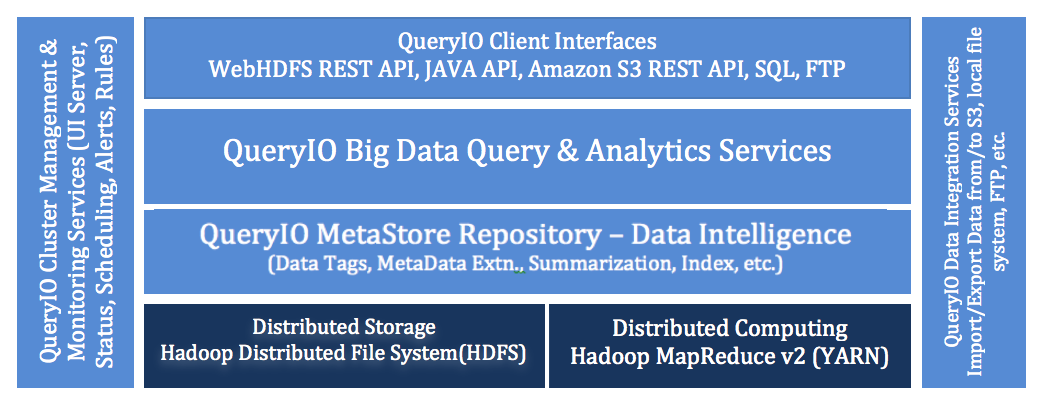 QueryIO Cluster Management &
Monitoring Services (UI Server,
Status, Scheduling, Alerts, Rules)
QueryIO Client Interfaces
WebHDFS REST API, JAVA API, Amazon S3 REST API, SQL, FTP
QueryIO Big Data Query & Analytics Services
QueryIO MetaStore Repository – Data Intelligence
(Data Tags, MetaData Extn., Summarization, Index, etc.)
Distributed Storage
Hadoop Distributed File System(HDFS)
Distributed Computing
Hadoop MapReduce v2 (YARN)
QueryIO Data Integration Services
Import/Export Data from/to S3, local file
system, FTP, etc.